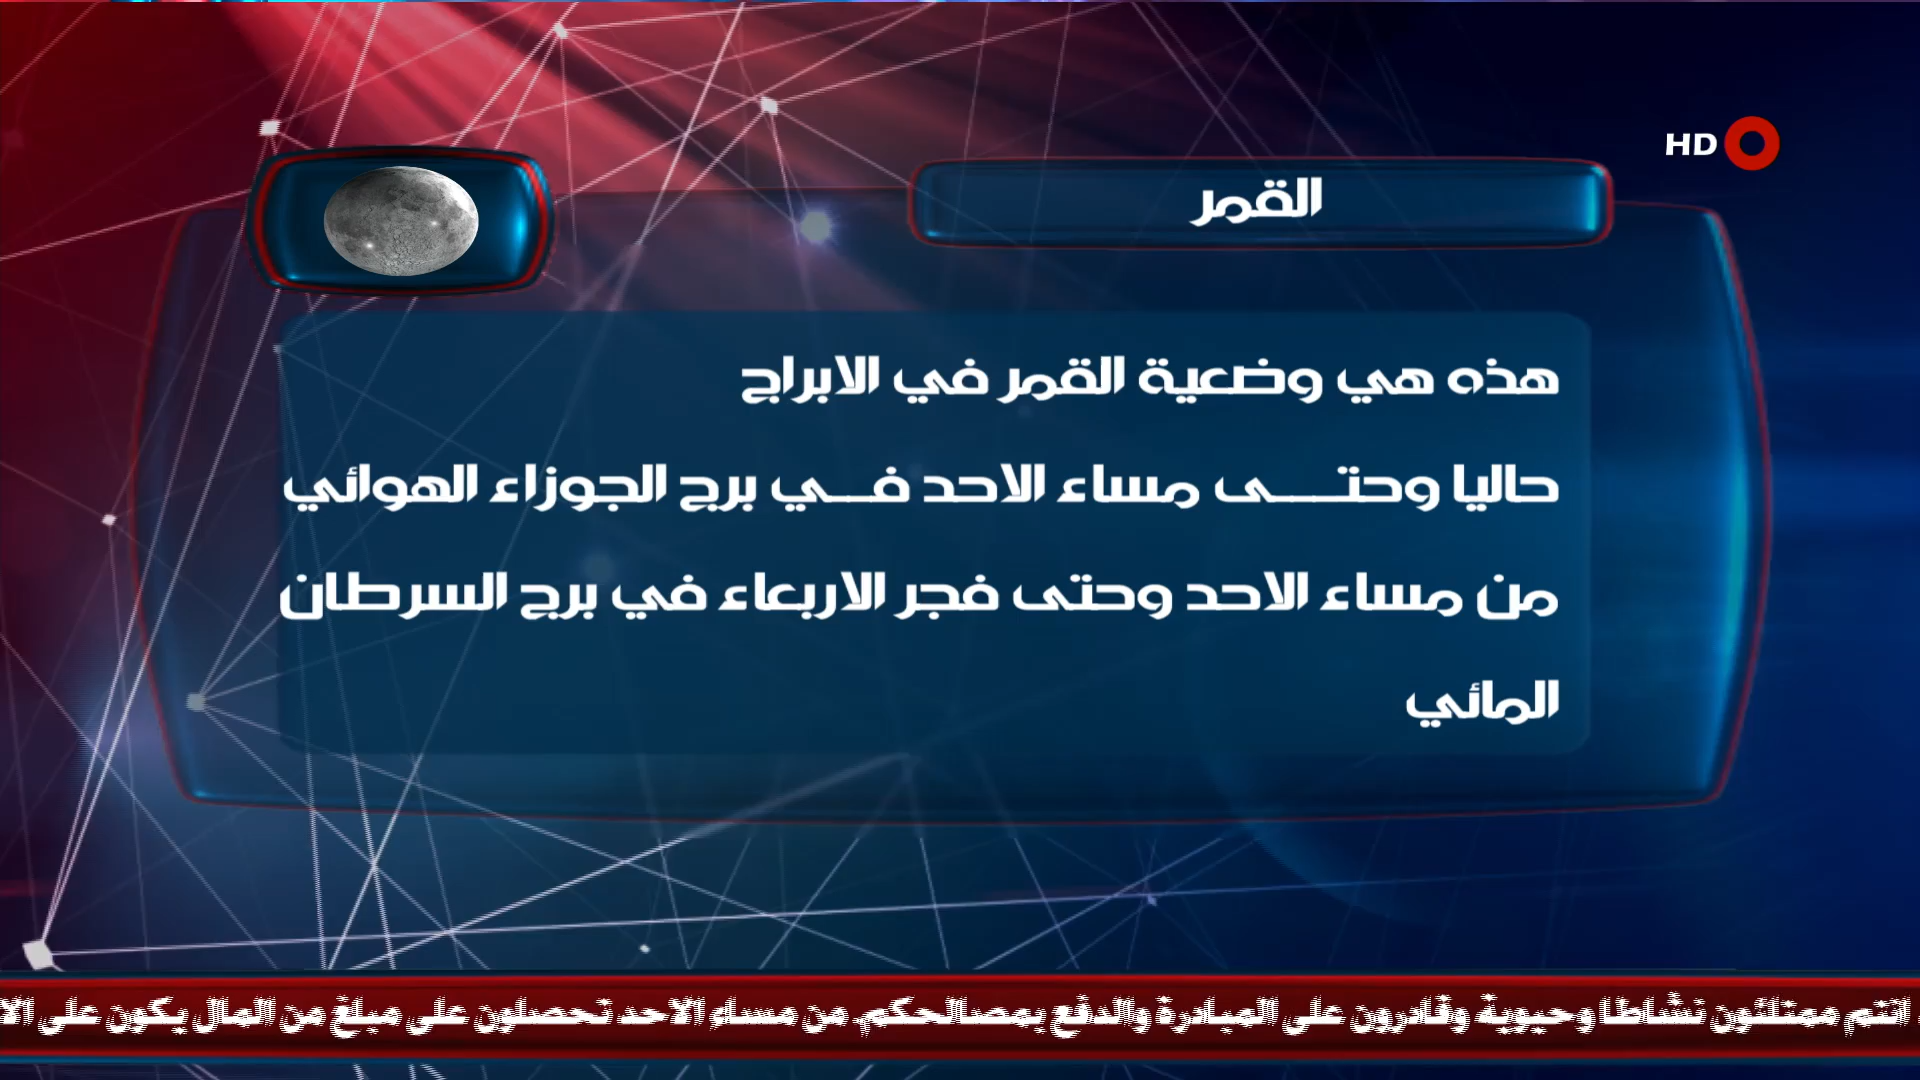 HD
القمر
هذه هي وضعية القمر في الابراج
حاليا وحتى مساء الاحد في برج الجوزاء الهوائي
من مساء الاحد وحتى فجر الاربعاء في برج السرطان
المائي
انتم ممتلئون نشاطا وحيوية وقادرون على المبادرة والدفع بمصالحكم. من مساء الاحد تحصلون على مبلغ من المال يكون على